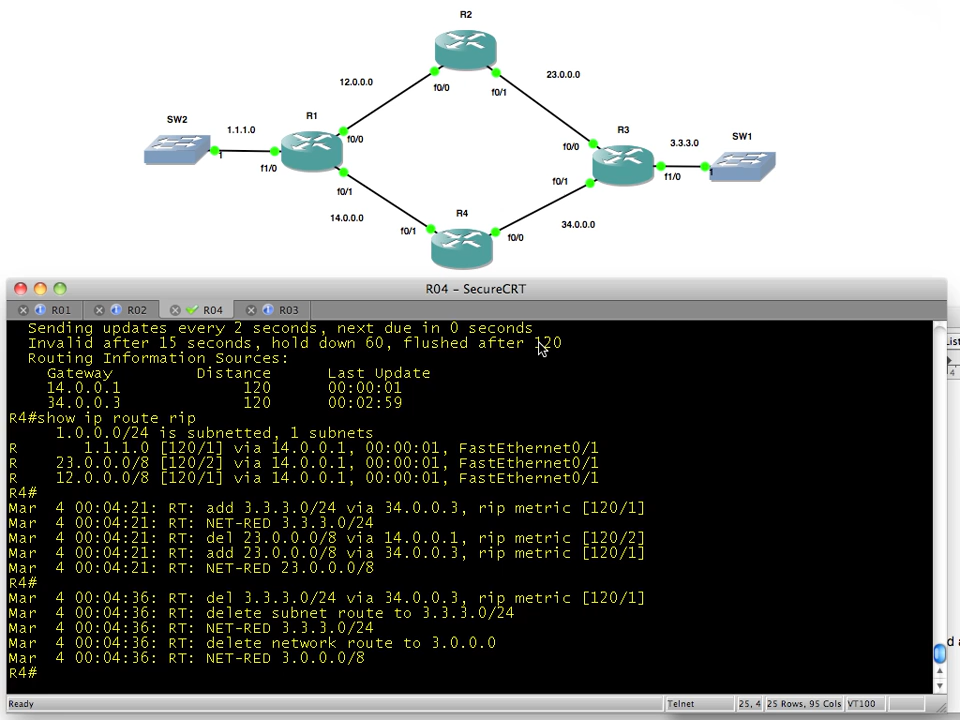 R2
12.0.0.0
23.0.0.0
f0/0
f0/1
SW2
1.1.1.0
R1
f0/0
1
f1/0
f0/1
14.0.0.0
R3
3.3.3.0
SW1
f0/0
f1/0
f0/1
R4
f0/1
f0/0
34.0.0.0
R04 - SecureCRT
R01
R02
R04
R03
Sending updates every 2 seconds, next due in 0 seconds
Invalid after 15 seconds, hold down 60, flushed after 120
Routing Information Sources:
Gateway Distance Last Update
14.0.0.1 120 00:00:01
34.0.0.3 120 00:02:59
R4#show ip route rip
1.0.0.0/24 is subnetted, 1 subnets
R 1.1.1.0 [120/1] via 14.0.0.1, 00:00:01, FastEthernet0/1
R 23.0.0.0/8 [120/2] via 14.0.0.1, 00:00:01, FastEthernet0/1
R 12.0.0.0/8 [120/1] via 14.0.0.1, 00:00:01, FastEthernet0/1
R4#
Mar 4 00:04:21: RT: add 3.3.3.0/24 via 34.0.0.3, rip metric [120/1]
Mar 4 00:04:21: RT: NET-RED 3.3.3.0/24
Mar 4 00:04:21: RT: del 23.0.0.0/8 via 14.0.0.1, rip metric [120/2]
Mar 4 00:04:21: RT: add 23.0.0.0/8 via 34.0.0.3, rip metric [120/1]
Mar 4 00:04:21: RT: NET-RED 23.0.0.0/8
R4#
Mar 4 00:04:36: RT: del 3.3.3.0/24 via 34.0.0.3, rip metric [120/1]
Mar 4 00:04:36: RT: delete subnet route to 3.3.3.0/24
Mar 4 00:04:36: RT: NET-RED 3.3.3.0/24
Mar 4 00:04:36: RT: delete network route to 3.0.0.0
Mar 4 00:04:36: RT: NET-RED 3.0.0.0/8
R4#
Ready
Telnet
25, 4
25 Rows, 95 Cols
VT100